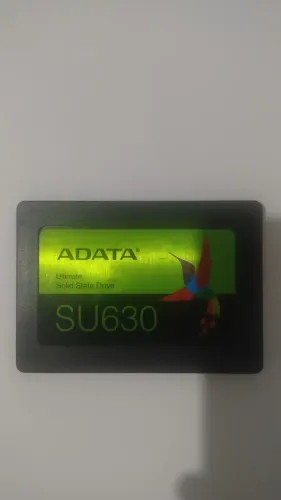 ADATA
Ultimate
Solid State Drive
SU630